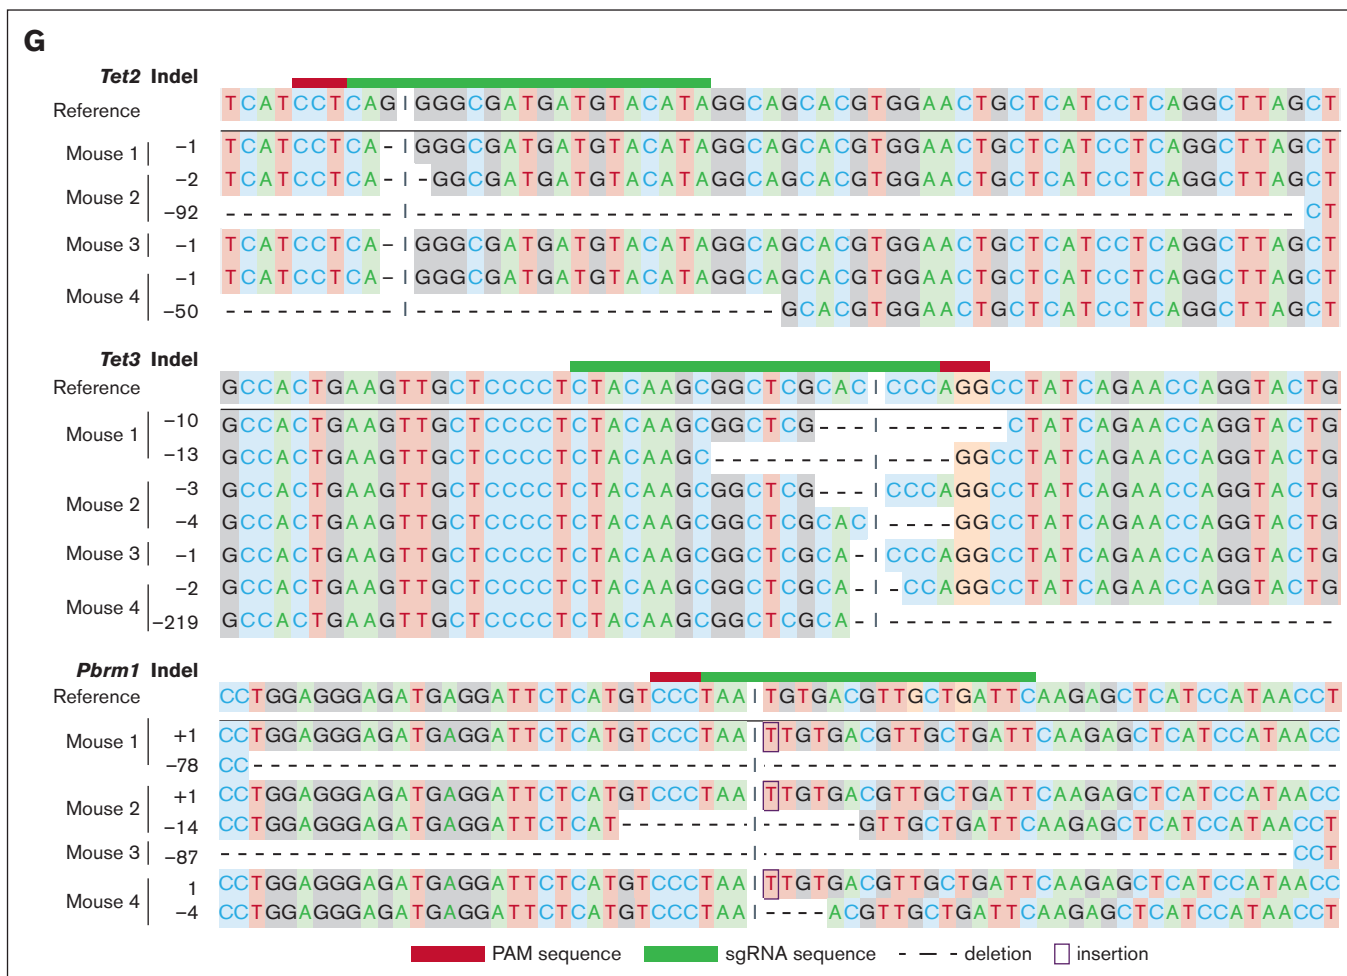 G
Tet2 Indel
Reference TCATCCTCAG|GGGCGATGATGTACATAGGCAGCACGTGGAACTGCTCATCCTCAGGCTTAGCT
Mouse 1 −1 TCATCCTCA-|GGGCGATGATGTACATAGGCAGCACGTGGAACTGCTCATCCTCAGGCTTAGCT
Mouse 2 −2 TCATCCTCA-|-GGCGATGATGTACATAGGCAGCACGTGGAACTGCTCATCCTCAGGCTTAGCT
−92 ----------|---------------------------------------------------CT
Mouse 3 −1 TCATCCTCA-|GGGCGATGATGTACATAGGCAGCACGTGGAACTGCTCATCCTCAGGCTTAGCT
Mouse 4 −1 TCATCCTCA-|GGGCGATGATGTACATAGGCAGCACGTGGAACTGCTCATCCTCAGGCTTAGCT
−50 ----------|---------------------GCACGTGGAACTGCTCATCCTCAGGCTTAGCT
Tet3 Indel
Reference GCCACTGAAGTTGCTCCCCTCTACAAGCGGCTCGCAC|CCCAGGCCTATCAGAACCAGGTACTG
Mouse 1 −10 GCCACTGAAGTTGCTCCCCTCTACAAGCGGCTCG---|-------CTATCAGAACCAGGTACTG
−13 GCCACTGAAGTTGCTCCCCTCTACAAGC---------|----GGCCTATCAGAACCAGGTACTG
Mouse 2 −3 GCCACTGAAGTTGCTCCCCTCTACAAGCGGCTCG---|CCCAGGCCTATCAGAACCAGGTACTG
−4 GCCACTGAAGTTGCTCCCCTCTACAAGCGGCTCGCAC|----GGCCTATCAGAACCAGGTACTG
Mouse 3 −1 GCCACTGAAGTTGCTCCCCTCTACAAGCGGCTCGCA-|CCCAGGCCTATCAGAACCAGGTACTG
Mouse 4 −2 GCCACTGAAGTTGCTCCCCTCTACAAGCGGCTCGCA-|-CCAGGCCTATCAGAACCAGGTACTG
−219 GCCACTGAAGTTGCTCCCCTCTACAAGCGGCTCGCA-|--------------------------
Pbrm1 Indel
Reference CCTGGAGGGAGATGAGGATTCTCATGTCCCTAA|TGTGACGTTGCTGATTCAAGAGCTCATCCATAACCT
Mouse 1 +1 CCTGGAGGGAGATGAGGATTCTCATGTCCCTAA|TTGTGACGTTGCTGATTCAAGAGCTCATCCATAACC
−78 CC-------------------------------|----------------------------------
Mouse 2 +1 CCTGGAGGGAGATGAGGATTCTCATGTCCCTAA|TTGTGACGTTGCTGATTCAAGAGCTCATCCATAACC
−14 CCTGGAGGGAGATGAGGATTCTCAT--------|------GTTGCTGATTCAAGAGCTCATCCATAACCT
Mouse 3 −87 ---------------------------------|--------------------------------CCT
Mouse 4 1 CCTGGAGGGAGATGAGGATTCTCATGTCCCTAA|TTGTGACGTTGCTGATTCAAGAGCTCATCCATAACC
−4 CCTGGAGGGAGATGAGGATTCTCATGTCCCTAA|----ACGTTGCTGATTCAAGAGCTCATCCATAACCT
PAM sequence sgRNA sequence deletion insertion